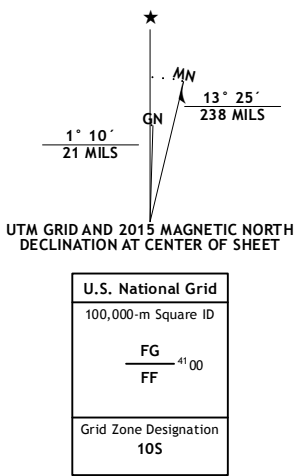 ★
MN
GN
13° 25´
238 MILS
1° 10´
21 MILS
UTM GRID AND 2015 MAGNETIC NORTH
DECLINATION AT CENTER OF SHEET
U.S. National Grid
100,000-m Square ID
FG
FF
4100
Grid Zone Designation
10S